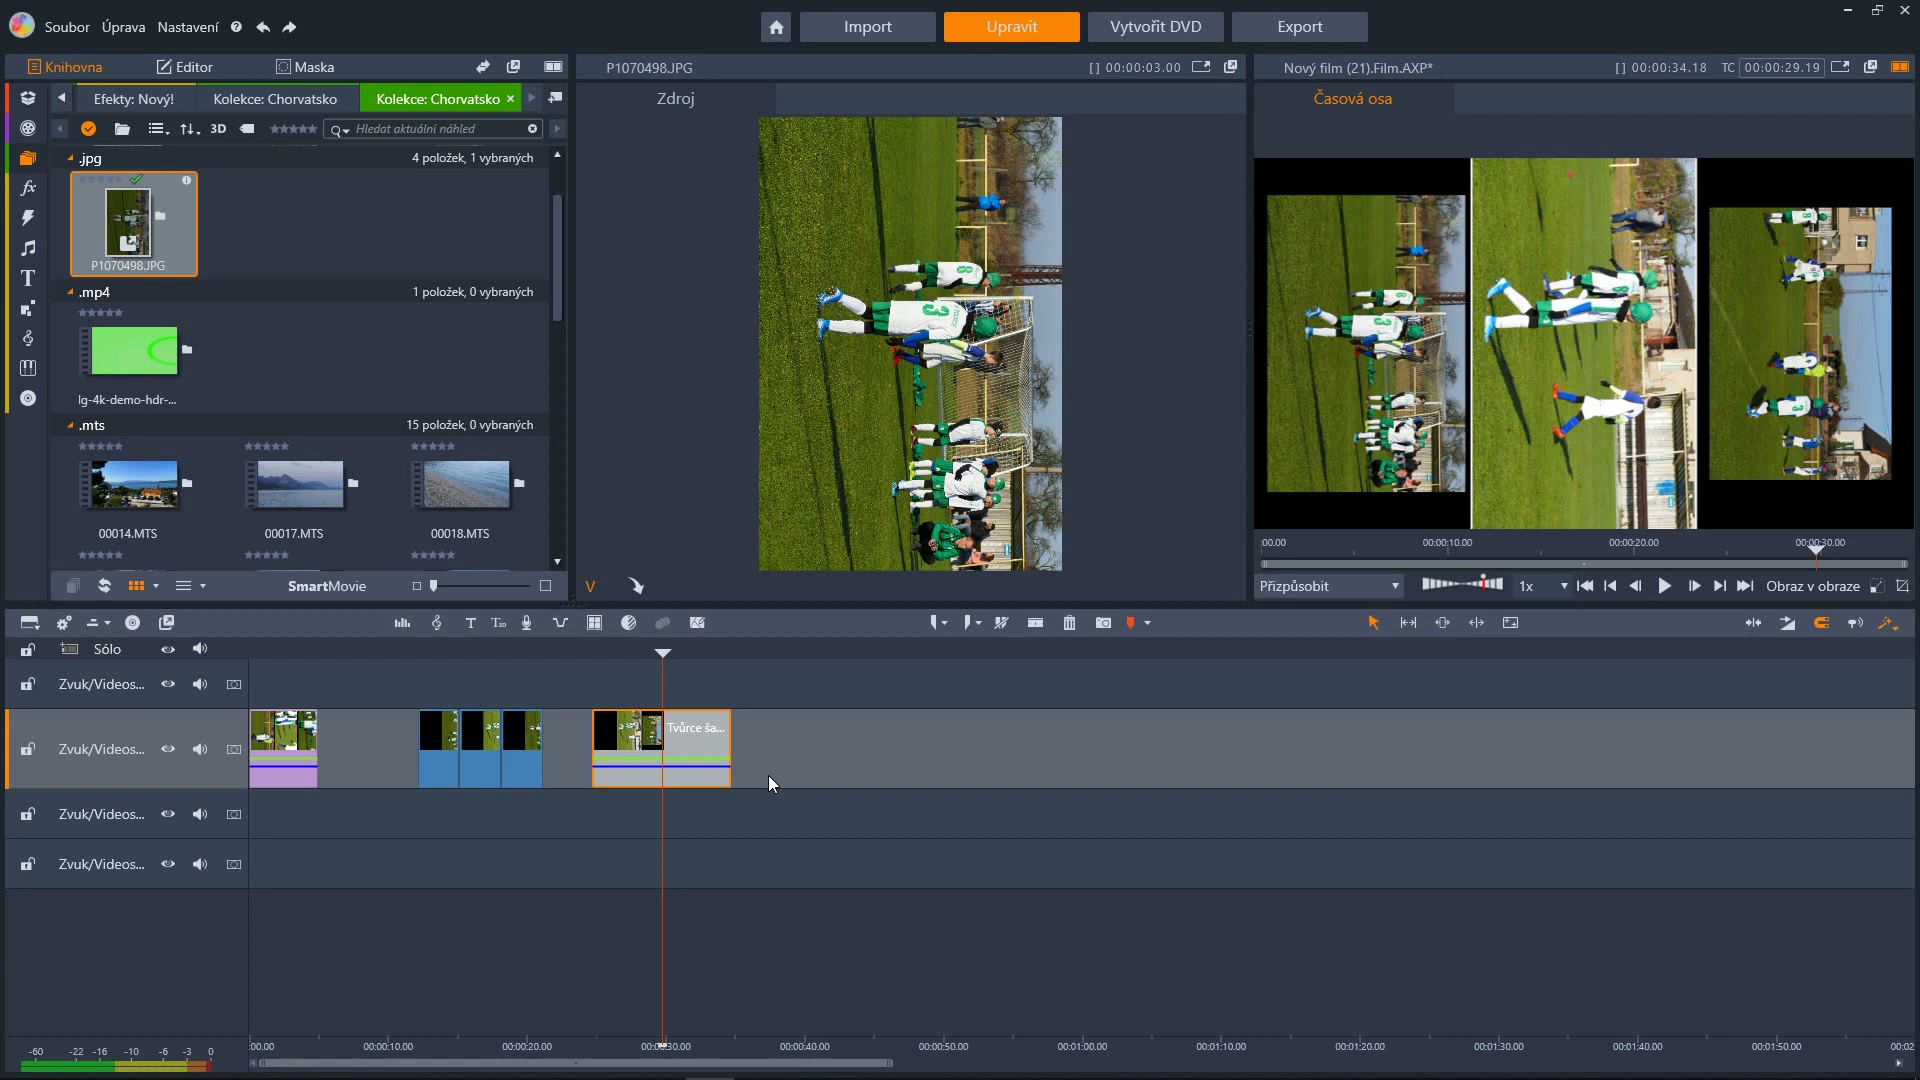 Soubor Úprava Nastavení
Import Upravit Vytvořit DVD Export
Knihovna Editor Maska
P1070498.JPG [] 00:00:03.00
Nový film (21).Film.AXP* [] 00:00:34.18 TC 00:00:29.19
Efekty: Nový! Kolekce: Chorvatsko Kolekce: Chorvatsko ×
Zdroj
Časová osa
3D Hledat aktuální náhled
.jpg 4 položek, 1 vybraných
P1070498.JPG
.mp4 1 položek, 0 vybraných
lg-4k-demo-hdr-...
.mts 15 položek, 0 vybraných
00014.MTS 00017.MTS 00018.MTS
:00.00 00:00:10.00 00:00:20.00 00:00:30.00
SmartMovie
V
Přizpůsobit 1x Obraz v obraze
Sólo
Zvuk/Videos...
Zvuk/Videos...
Tvůrce ša...
Zvuk/Videos...
Zvuk/Videos...
-60 -22 -16 -10 -6 -3 0
:00.00 00:00:10.00 00:00:20.00 00:00:30.00 00:00:40.00 00:00:50.00 00:01:00.00 00:01:10.00 00:01:20.00 00:01:30.00 00:01:40.00 00:01:50.00 00:02